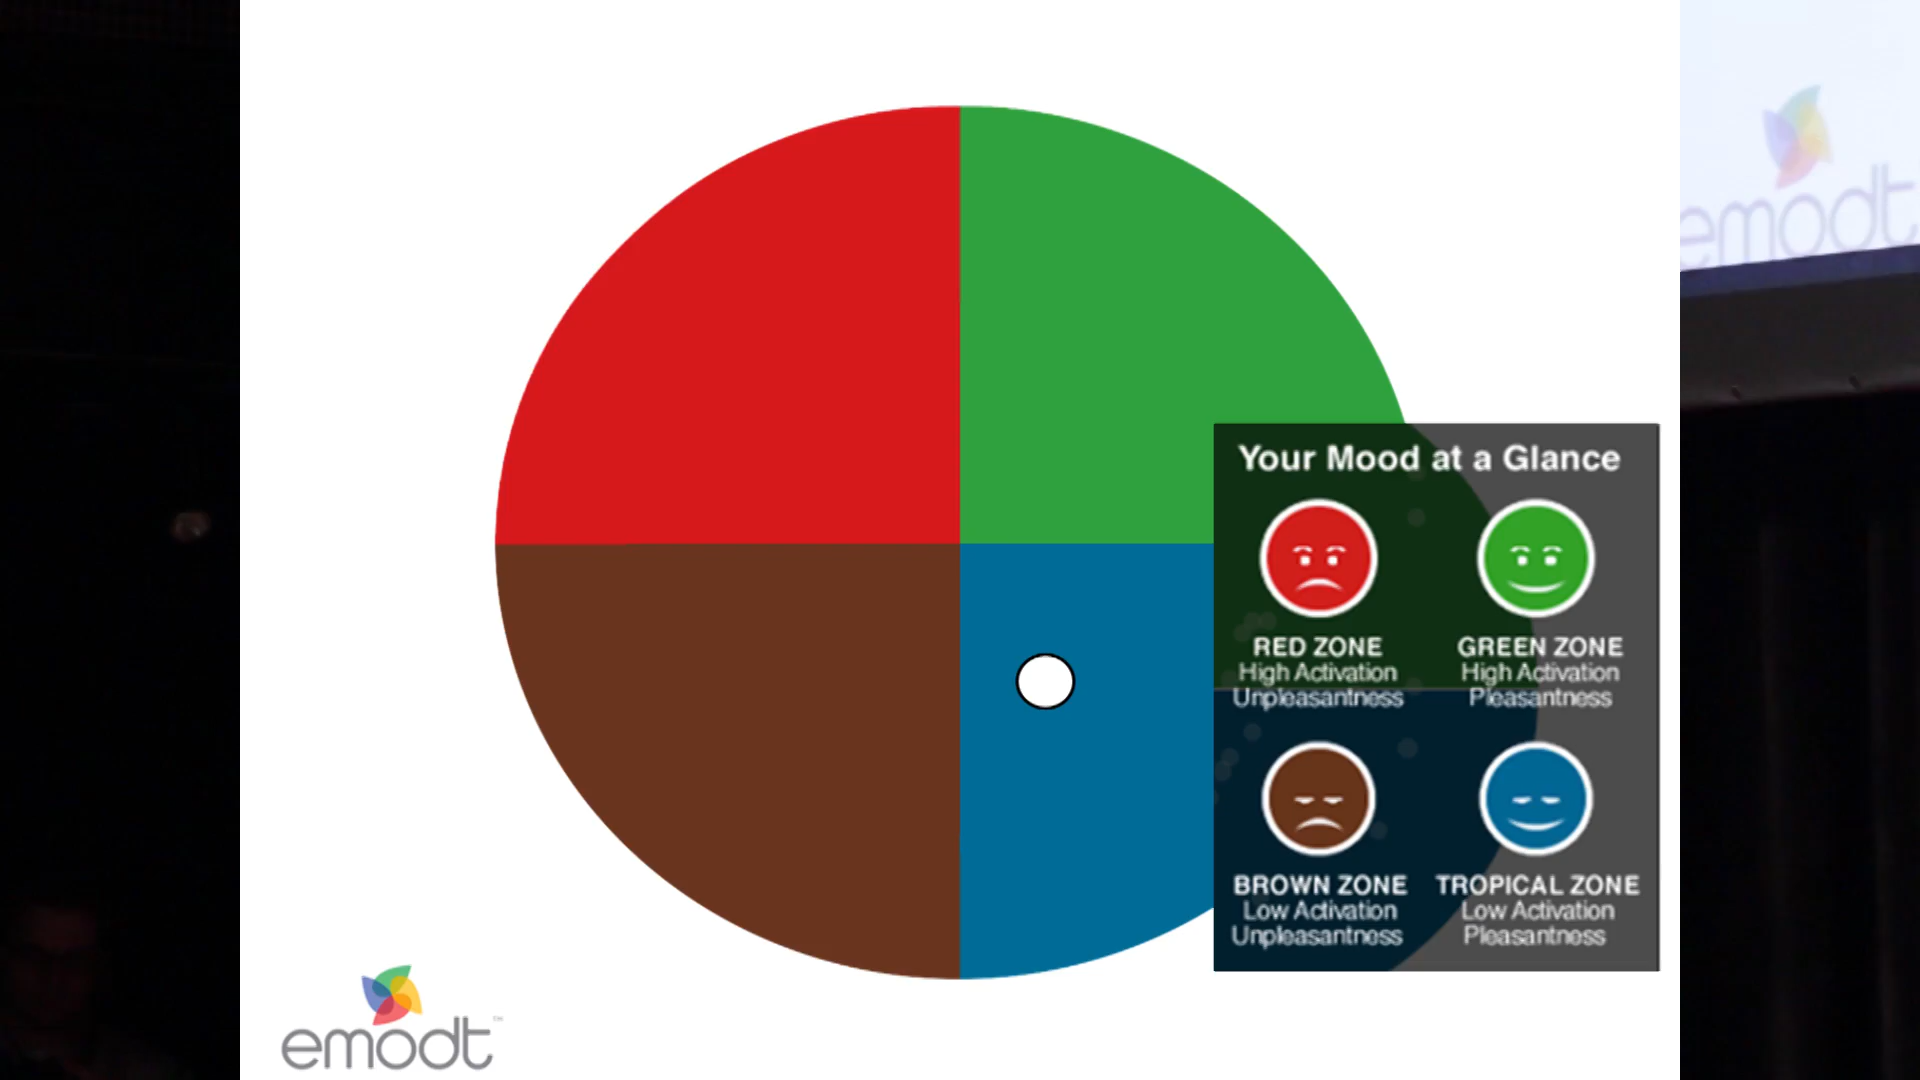 emodt
Your Mood at a Glance
RED ZONE
High Activation
Unpleasantness
GREEN ZONE
High Activation
Pleasantness
BROWN ZONE
Low Activation
Unpleasantness
TROPICAL ZONE
Low Activation
Pleasantness
emodt™